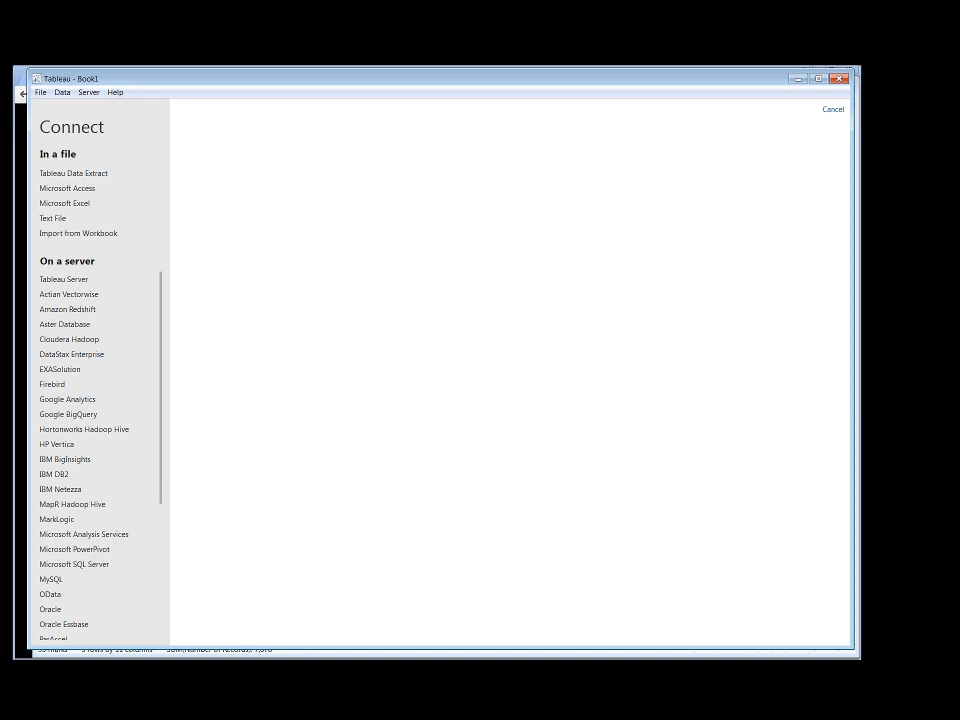 Tableau - Book1
File Data Server Help
Cancel
Connect
In a file
Tableau Data Extract
Microsoft Access
Microsoft Excel
Text File
Import from Workbook
On a server
Tableau Server
Actian Vectorwise
Amazon Redshift
Aster Database
Cloudera Hadoop
DataStax Enterprise
EXASolution
Firebird
Google Analytics
Google BigQuery
Hortonworks Hadoop Hive
HP Vertica
IBM BigInsights
IBM DB2
IBM Netezza
MapR Hadoop Hive
MarkLogic
Microsoft Analysis Services
Microsoft PowerPivot
Microsoft SQL Server
MySQL
OData
Oracle
Oracle Essbase
ParAccel